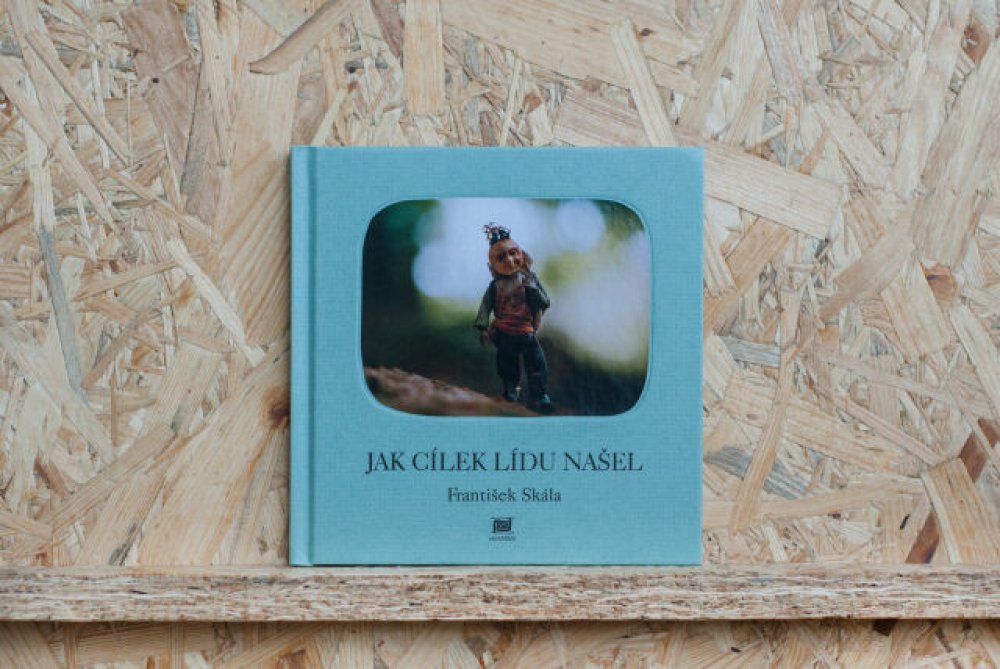 JAK CÍLEK LÍDU NAŠEL
František Skála